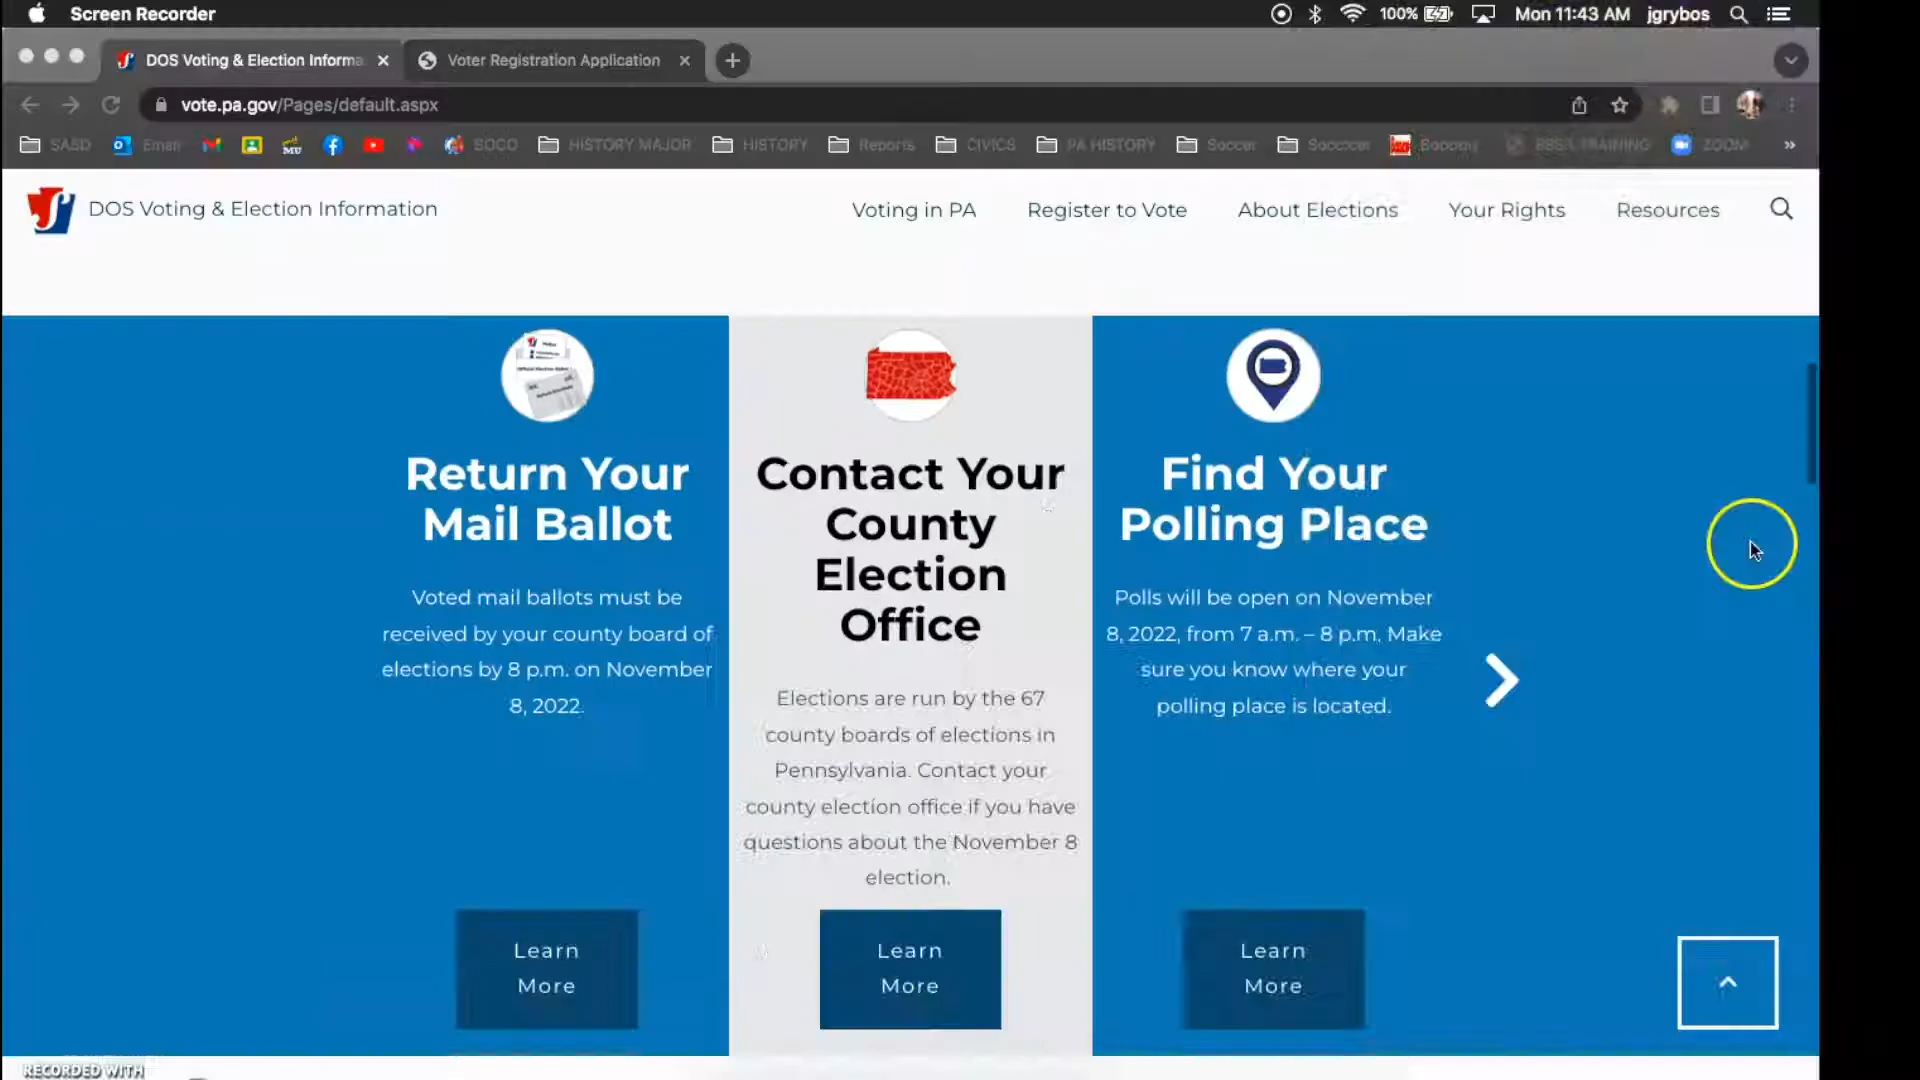 Screen Recorder
100%
Mon 11:43 AM
jgrybos
DOS Voting & Election Informa
Voter Registration Application
vote.pa.gov/Pages/default.aspx
SASD
Email
SOCO
HISTORY MAJOR
HISTORY
Reports
CIVICS
PA HISTORY
Soccer
ZOOM
DOS Voting & Election Information
Voting in PA
Register to Vote
About Elections
Your Rights
Resources
Return Your
Mail Ballot
Voted mail ballots must be
received by your county board of
elections by 8 p.m. on November
8, 2022.
Learn
More
Contact Your
County
Election
Office
Elections are run by the 67
county boards of elections in
Pennsylvania. Contact your
county election office if you have
questions about the November 8
election.
Learn
More
Find Your
Polling Place
Polls will be open on November
8, 2022, from 7 a.m. – 8 p.m. Make
sure you know where your
polling place is located.
Learn
More
RECORDED WITH